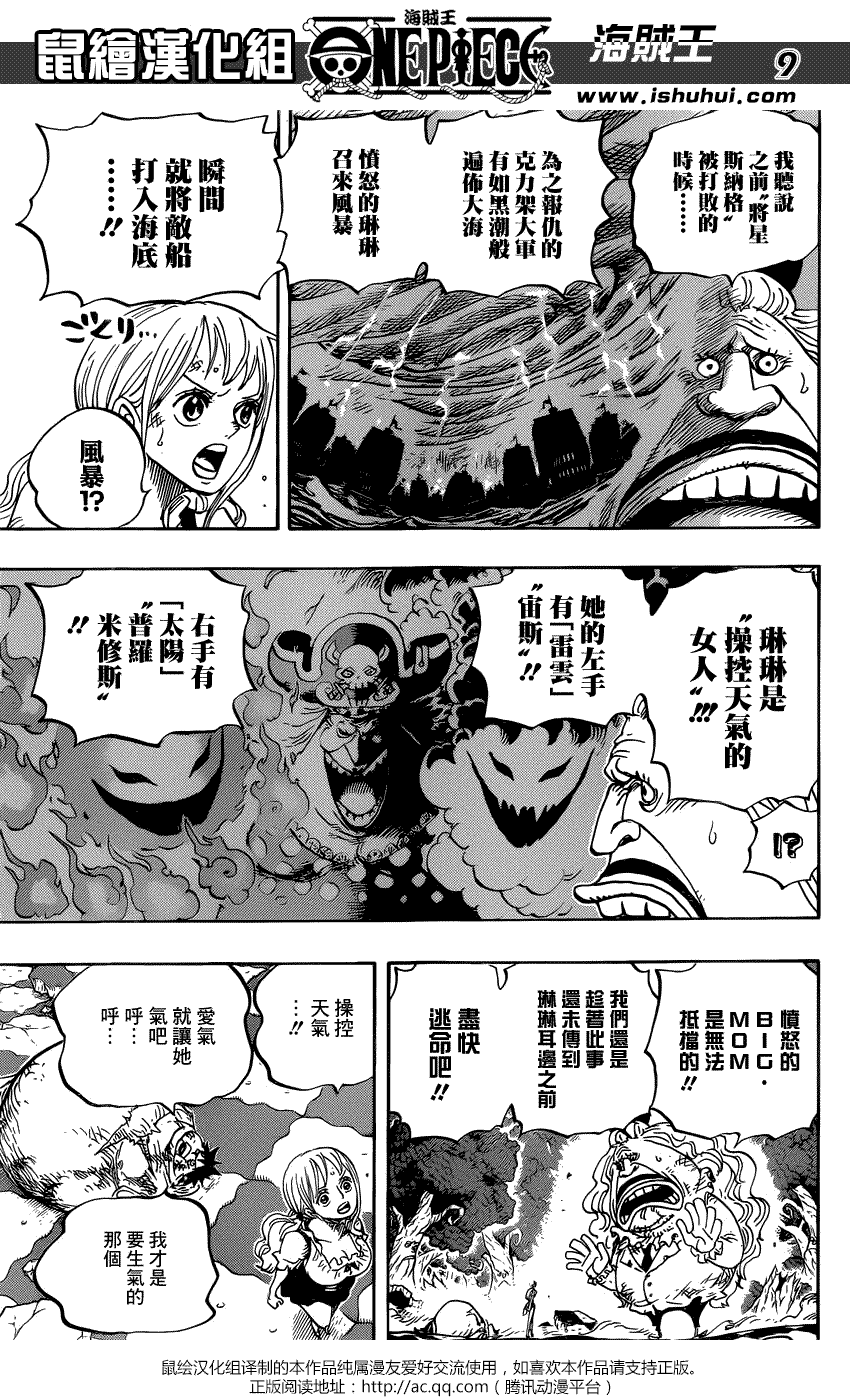 鼠繪漢化組
海賊王
ONE PIECE
海賊王
9
www.ishuhui.com
我聽說
之前“將星
斯納格”
被打敗的
時候……
為之報仇的
克力架大軍
有如黑潮般
遍佈大海
憤怒的琳琳
召來風暴
瞬間
就將敵船
打入海底
……!!
ごくり…
風暴!?
琳琳是
“操控天氣的
女人”!!!
!?
她的左手
有「雷雲」
“宙斯”!!
右手有
「太陽」
“普羅
米修斯”
!!
憤怒的
BIG·
MOM
是無法
抵擋的!!
我們還是
趁著此事
還未傳到
琳琳耳邊之前
盡快
逃命吧!!
操控
天氣
…!!
愛氣
就讓她
氣吧
呼…
呼…
我才是
要生氣的
那個
鼠绘汉化组译制的本作品纯属漫友爱好交流使用，如喜欢本作品请支持正版。
正版阅读地址：http://ac.qq.com（腾讯动漫平台）